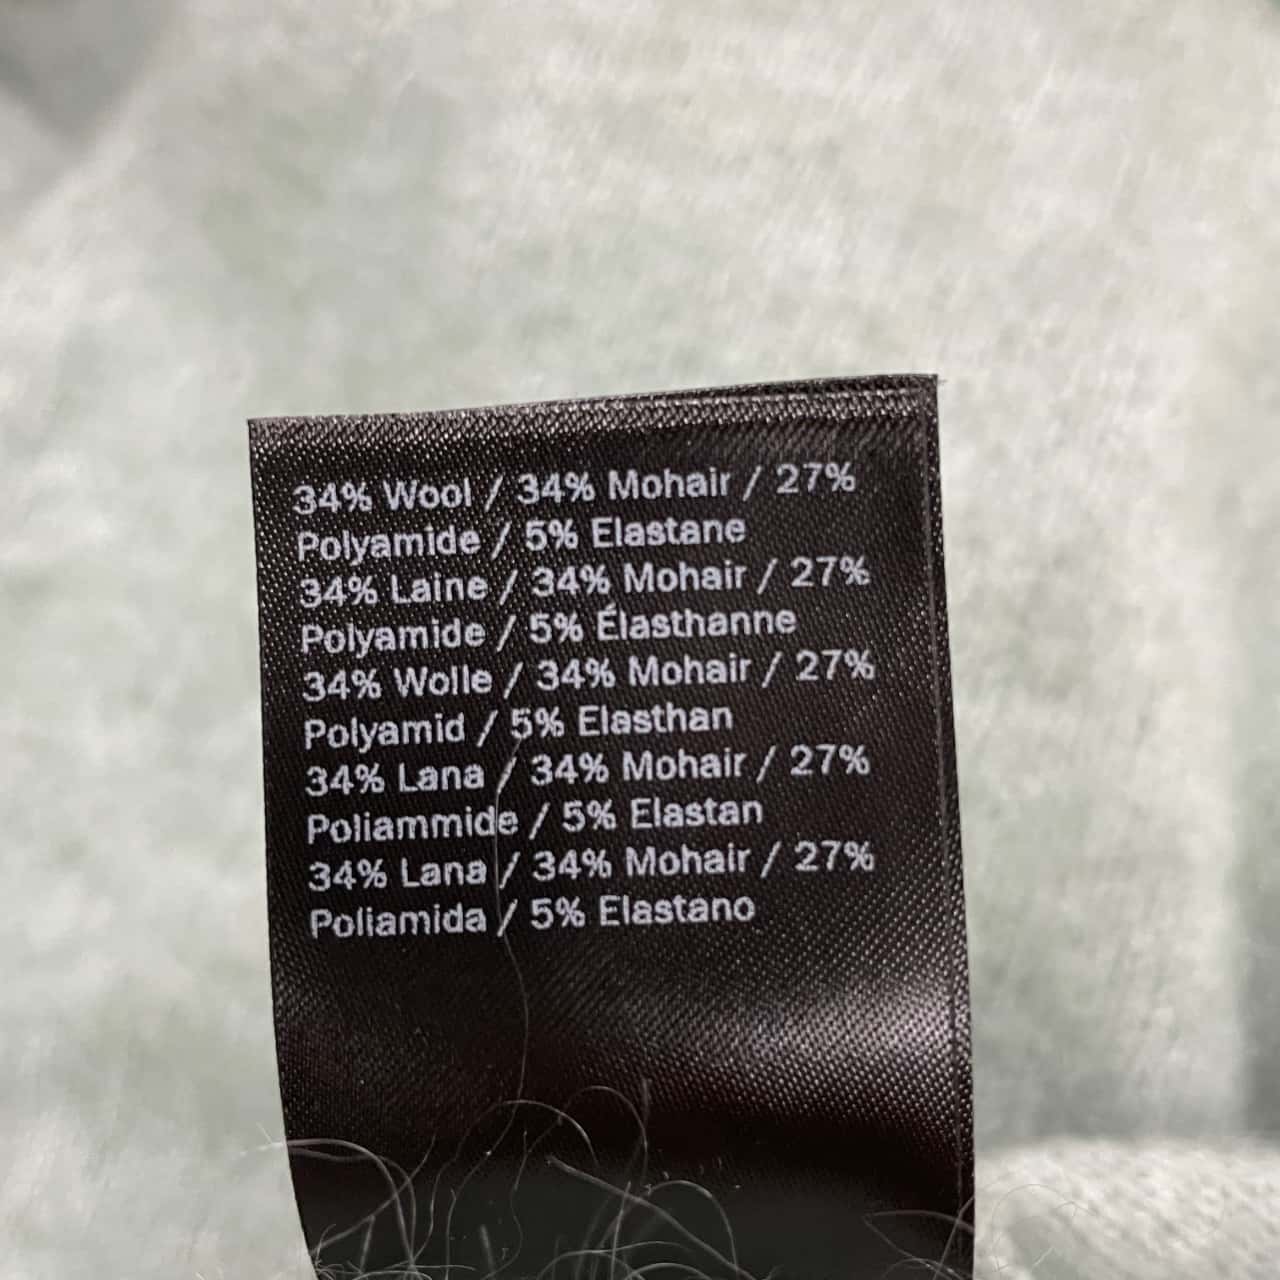 34% Wool / 34% Mohair / 27%
Polyamide / 5% Elastane
34% Laine / 34% Mohair / 27%
Polyamide / 5% Élasthanne
34% Wolle / 34% Mohair / 27%
Polyamid / 5% Elasthan
34% Lana / 34% Mohair / 27%
Poliammide / 5% Elastan
34% Lana / 34% Mohair / 27%
Poliamida / 5% Elastano